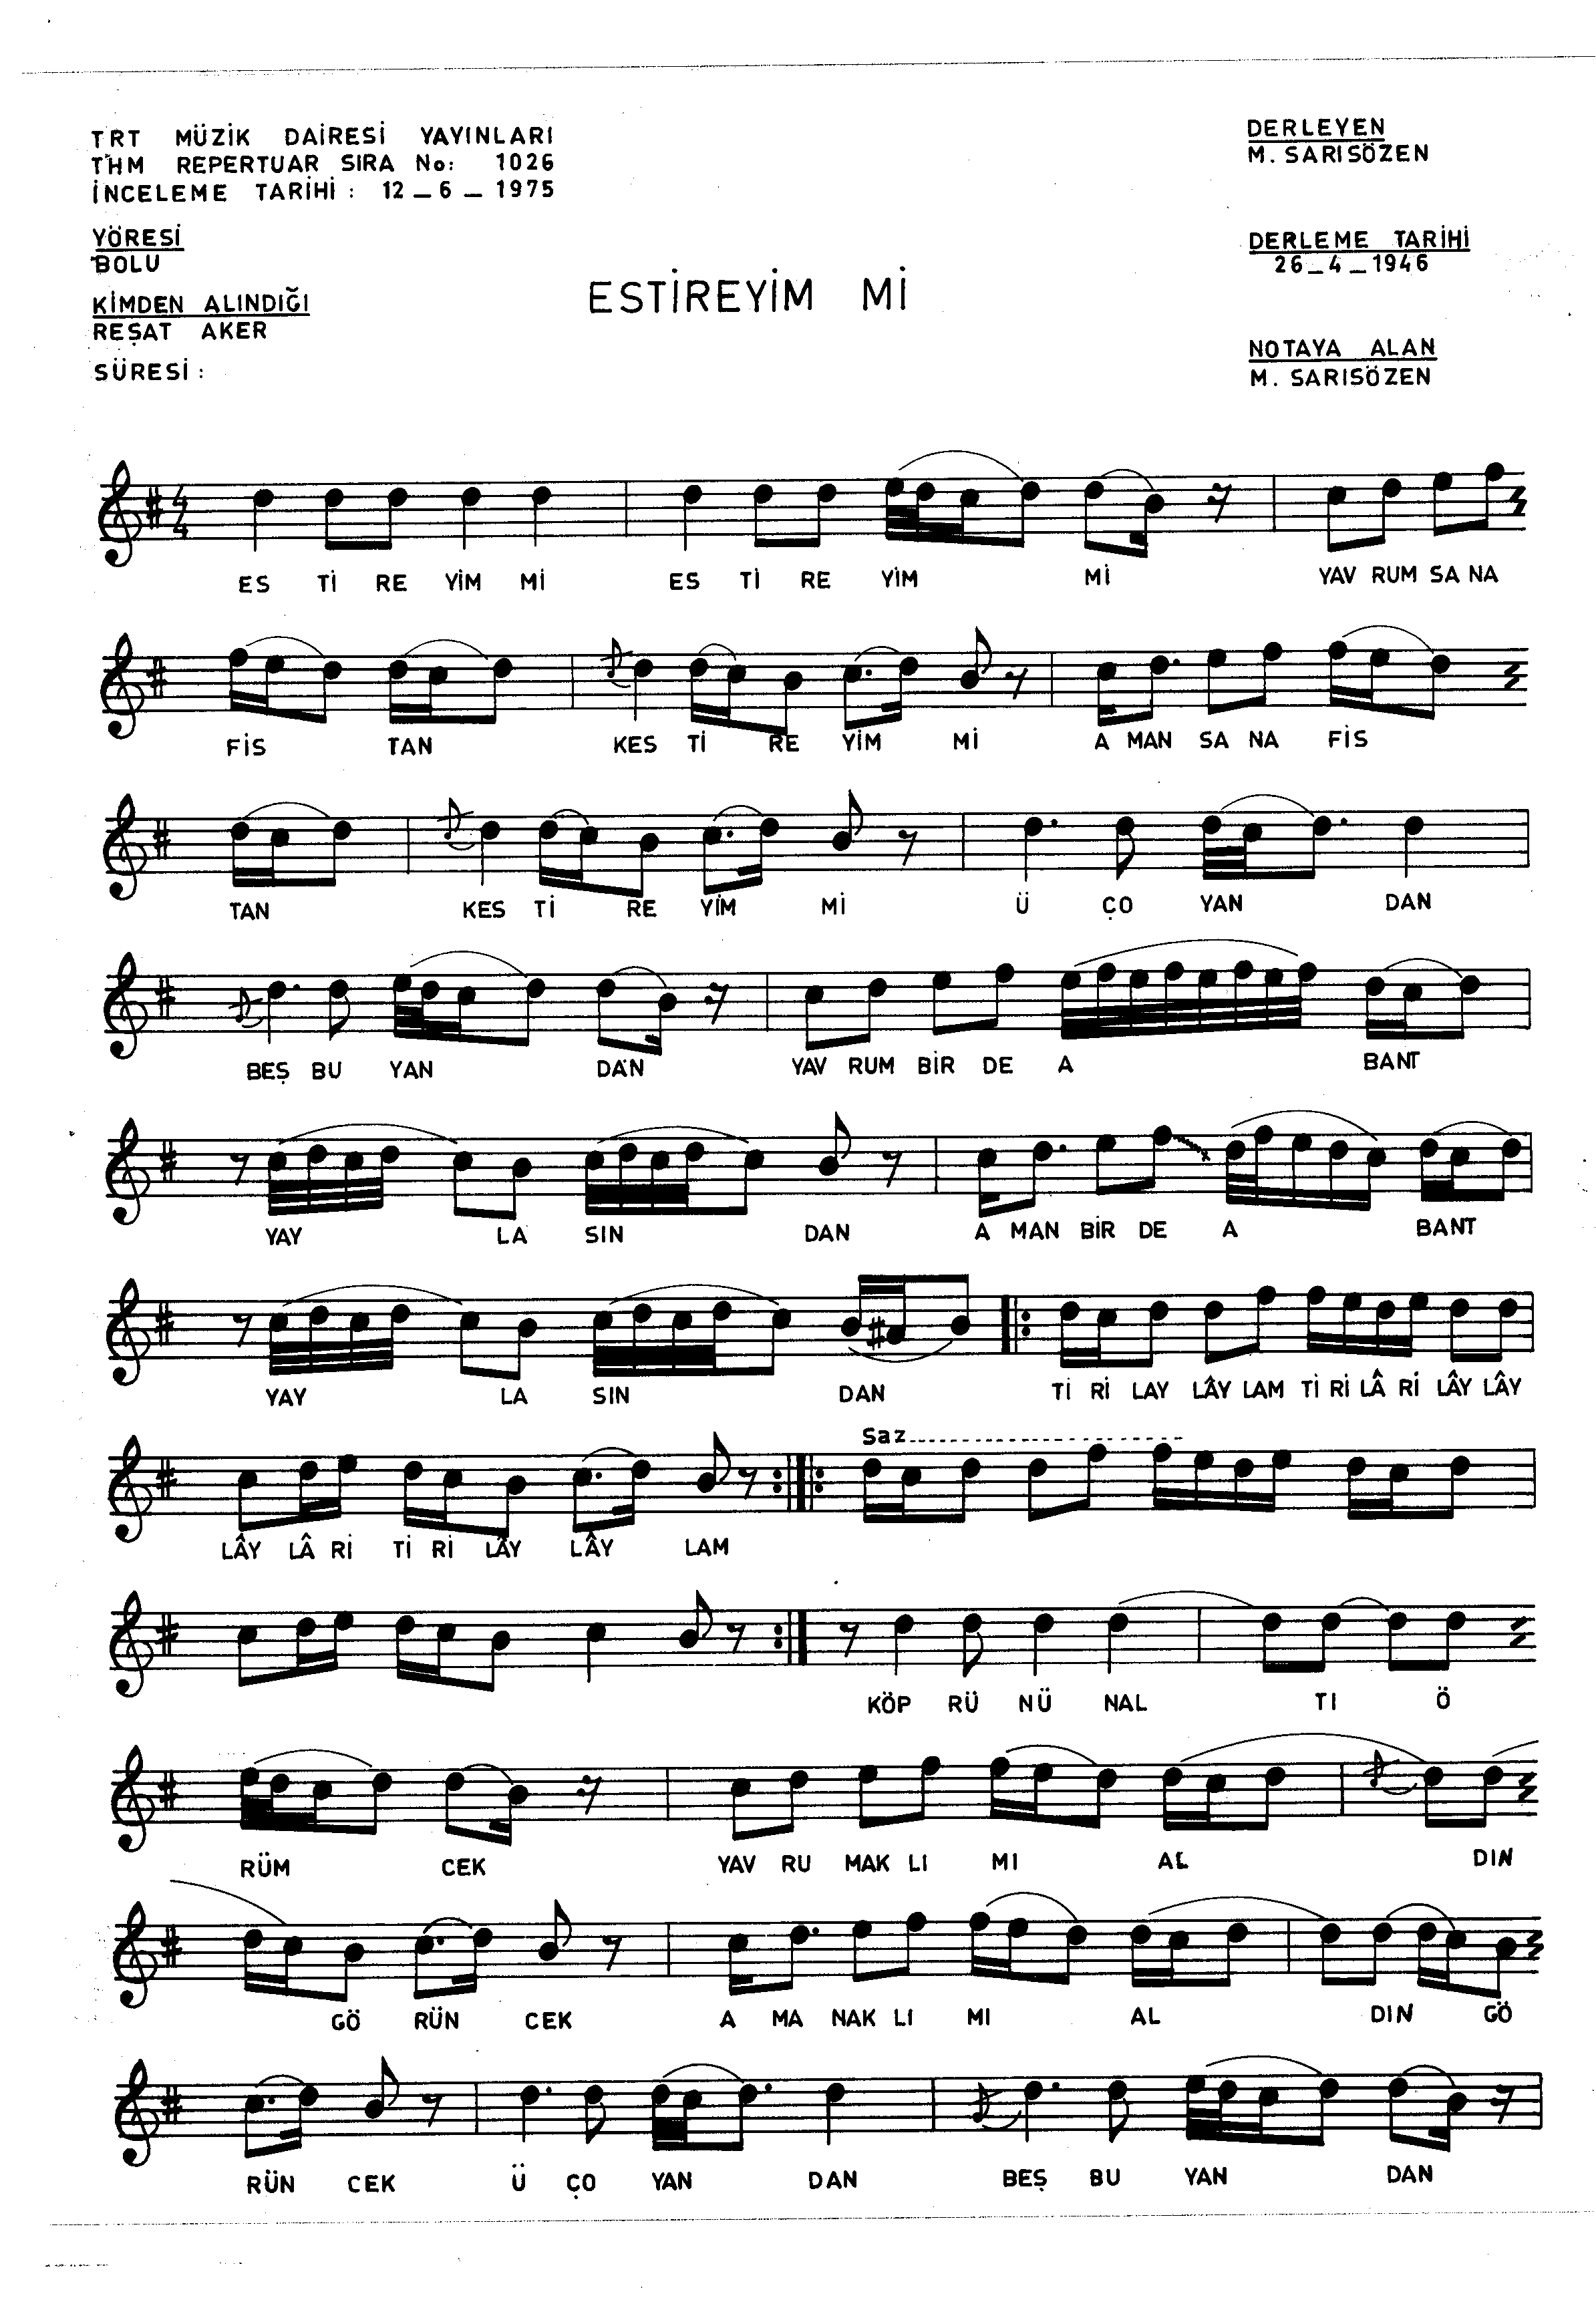 TRT MÜZİK DAİRESİ YAYINLARI
THM REPERTUAR SIRA No: 1026
İNCELEME TARİHİ : 12 _ 6 _ 1975
YÖRESİ
BOLU
KİMDEN ALINDIĞI
REŞAT AKER
SÜRESİ :
ESTİREYİM Mİ
DERLEYEN
M. SARISÖZEN
DERLEME TARİHİ
26 _ 4 _ 1946
NOTAYA ALAN
M. SARISÖZEN
4
4
ES Tİ RE YİM Mİ ES Tİ RE YİM Mİ YAV RUM SA NA
FİS TAN KES Tİ RE YİM Mİ A MAN SA NA FİS
TAN KES Tİ RE YİM Mİ Ü ÇO YAN DAN
BEŞ BU YAN DAN YAV RUM BİR DE A BANT
YAY LA SIN DAN A MAN BİR DE A BANT
YAY LA SIN DAN Tİ Rİ LAY LÂY LAM Tİ Rİ LÂ Rİ LÂY LÂY
Saz
LÂY LÂ Rİ Tİ Rİ LÂY LÂY LAM
KÖP RÜ NÜ NAL TI Ö
RÜM CEK YAV RU MAK LI MI AL DIN
GÖ RÜN CEK A MA NAK LI MI AL DIN GÖ
RÜN CEK Ü ÇO YAN DAN BEŞ BU YAN DAN